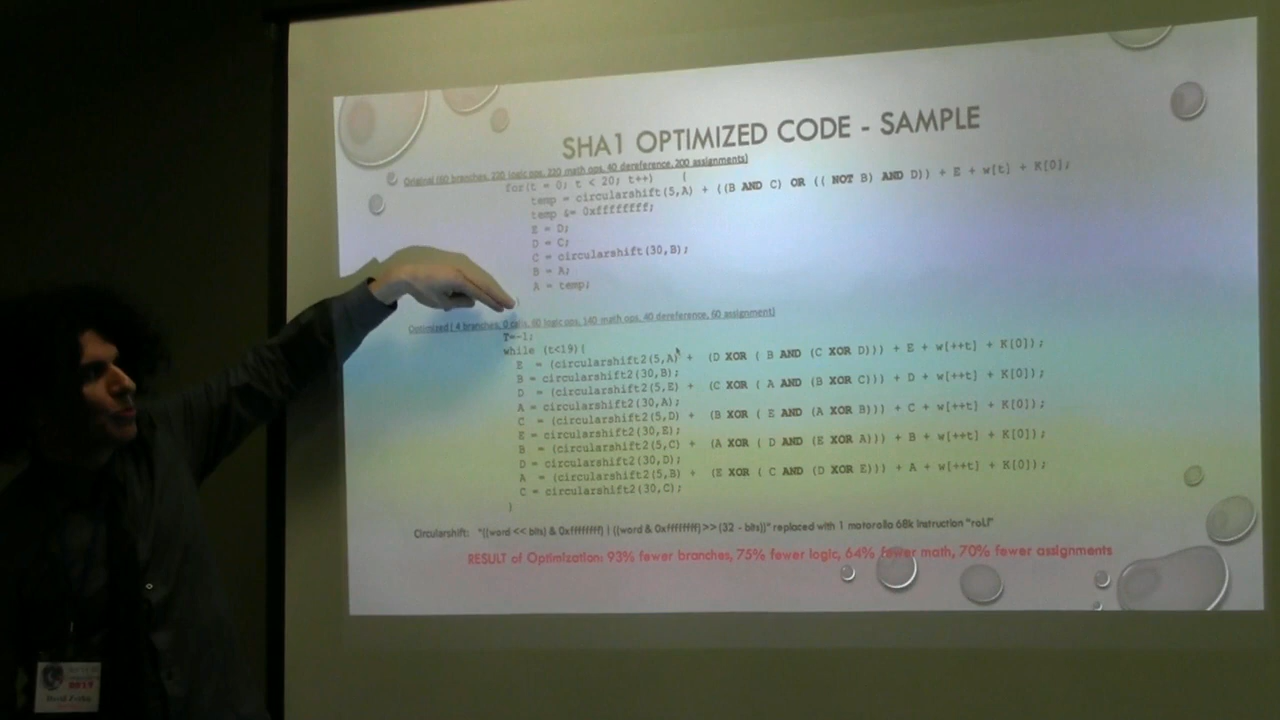 SHA1 OPTIMIZED CODE - SAMPLE
Original (60 branches, 220 logic ops, 220 math ops, 40 dereference, 200 assignments)
for(t = 0; t < 20; t++) {
temp = circularshift(5,A) + ((B AND C) OR (( NOT B) AND D)) + E + w[t] + K[0];
temp &= 0xffffffff;
E = D;
D = C;
C = circularshift(30,B);
B = A;
A = temp;
}
Optimized ( 4 branches, 0 calls, 60 logic ops, 140 math ops, 40 dereference, 60 assignment)
T=-1;
while (t<19){
E = (circularshift2(5,A) + (D XOR ( B AND (C XOR D))) + E + w[++t] + K[0]);
B = circularshift2(30,B);
D = (circularshift2(5,E) + (C XOR ( A AND (B XOR C))) + D + w[++t] + K[0]);
A = circularshift2(30,A);
C = (circularshift2(5,D) + (B XOR ( E AND (A XOR B))) + C + w[++t] + K[0]);
E = circularshift2(30,E);
B = (circularshift2(5,C) + (A XOR ( D AND (E XOR A))) + B + w[++t] + K[0]);
D = circularshift2(30,D);
A = (circularshift2(5,B) + (E XOR ( C AND (D XOR E))) + A + w[++t] + K[0]);
C = circularshift2(30,C);
}
Circularshift: "((word << bits) & 0xffffffff) | ((word & 0xffffffff) >> (32 - bits))" replaced with 1 motorolla 68k instruction "rol.l"
RESULT of Optimization: 93% fewer branches, 75% fewer logic, 64% fewer math, 70% fewer assignments
2017